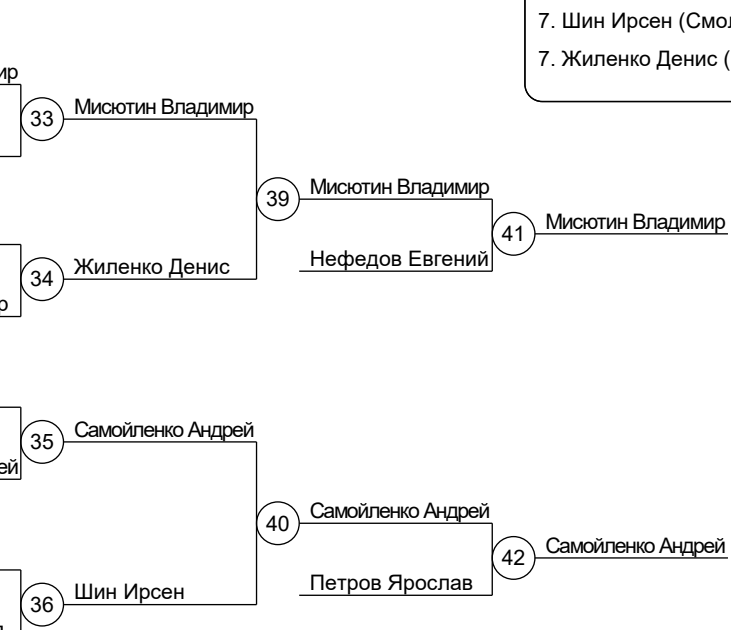 7. Шин Ирсен
7. Жиленко Денис (
33
Мисютин Владимир
39
Мисютин Владимир
41
Мисютин Владимир
Нефедов Евгений
34
Жиленко Денис
35
Самойленко Андрей
40
Самойленко Андрей
42
Самойленко Андрей
Петров Ярослав
36
Шин Ирсен